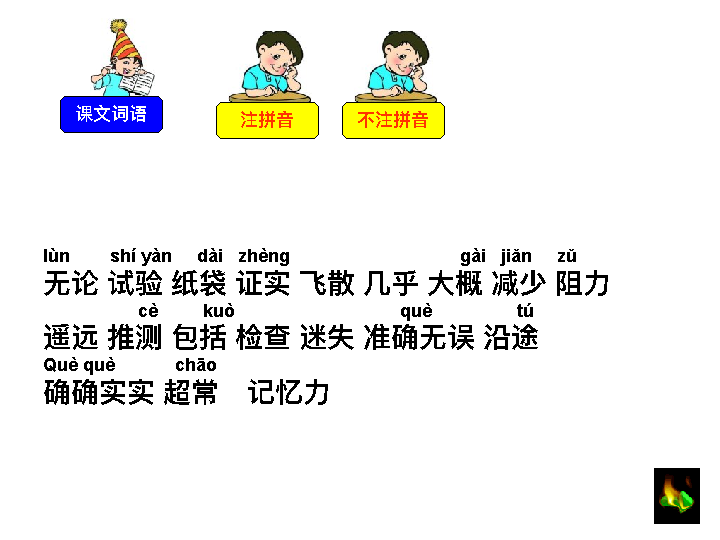 课文词语 注拼音 不注拼音
lùn shí yàn dài zhèng gài jiǎn zǔ
无论 试验 纸袋 证实 飞散 几乎 大概 减少 阻力
cè kuò què tú
遥远 推测 包括 检查 迷失 准确无误 沿途
Què què chāo
确确实实 超常 记忆力